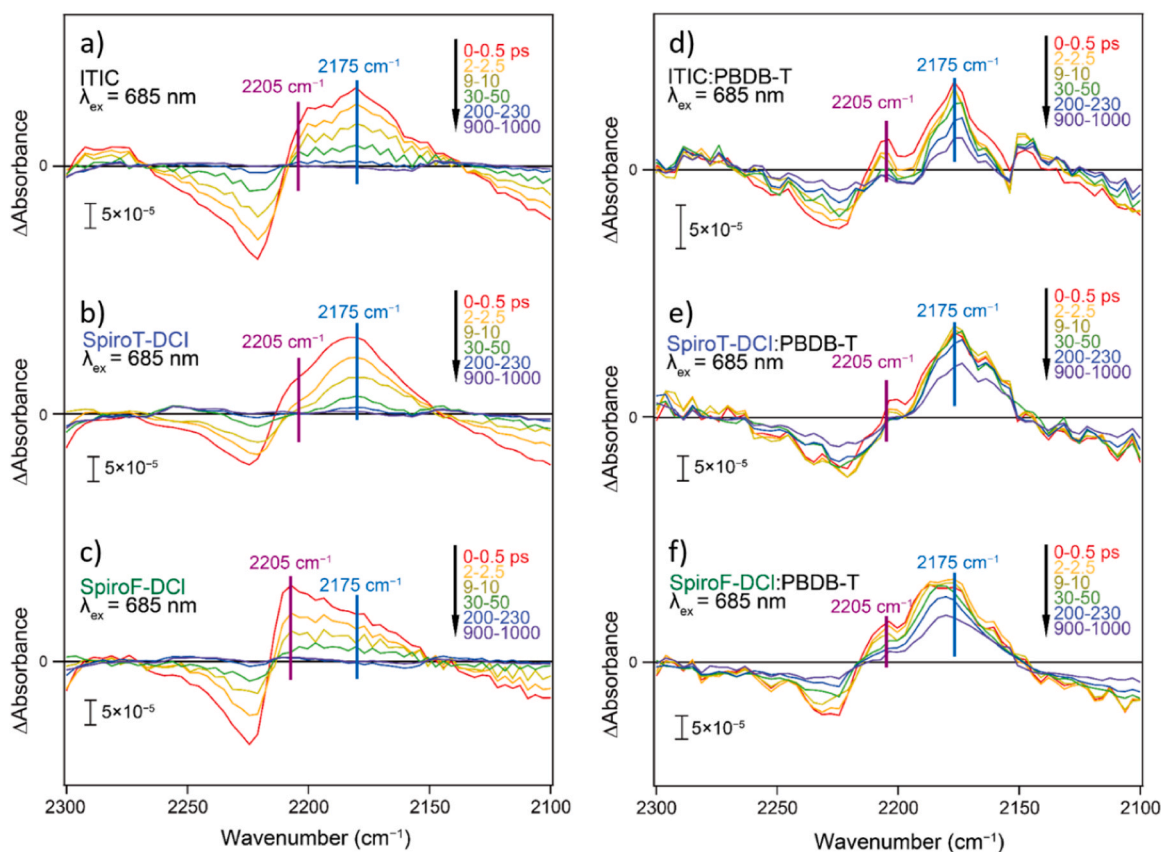 a)
ITIC
λex = 685 nm
2205 cm⁻¹
2175 cm⁻¹
0-0.5 ps
2-2.5
9-10
30-50
200-230
900-1000
0
5×10⁻⁵
ΔAbsorbance
b)
SpiroT-DCI
λex = 685 nm
2205 cm⁻¹
2175 cm⁻¹
0-0.5 ps
2-2.5
9-10
30-50
200-230
900-1000
0
5×10⁻⁵
ΔAbsorbance
c)
SpiroF-DCI
λex = 685 nm
2205 cm⁻¹
2175 cm⁻¹
0-0.5 ps
2-2.5
9-10
30-50
200-230
900-1000
0
5×10⁻⁵
ΔAbsorbance
2300 2250 2200 2150 2100
Wavenumber (cm⁻¹)
d)
ITIC:PBDB-T
λex = 685 nm
2205 cm⁻¹
2175 cm⁻¹
0-0.5 ps
2-2.5
9-10
30-50
200-230
900-1000
0
5×10⁻⁵
ΔAbsorbance
e)
SpiroT-DCI:PBDB-T
λex = 685 nm
2205 cm⁻¹
2175 cm⁻¹
0-0.5 ps
2-2.5
9-10
30-50
200-230
900-1000
0
5×10⁻⁵
ΔAbsorbance
f)
SpiroF-DCI:PBDB-T
λex = 685 nm
2205 cm⁻¹
2175 cm⁻¹
0-0.5 ps
2-2.5
9-10
30-50
200-230
900-1000
0
5×10⁻⁵
ΔAbsorbance
2300 2250 2200 2150 2100
Wavenumber (cm⁻¹)